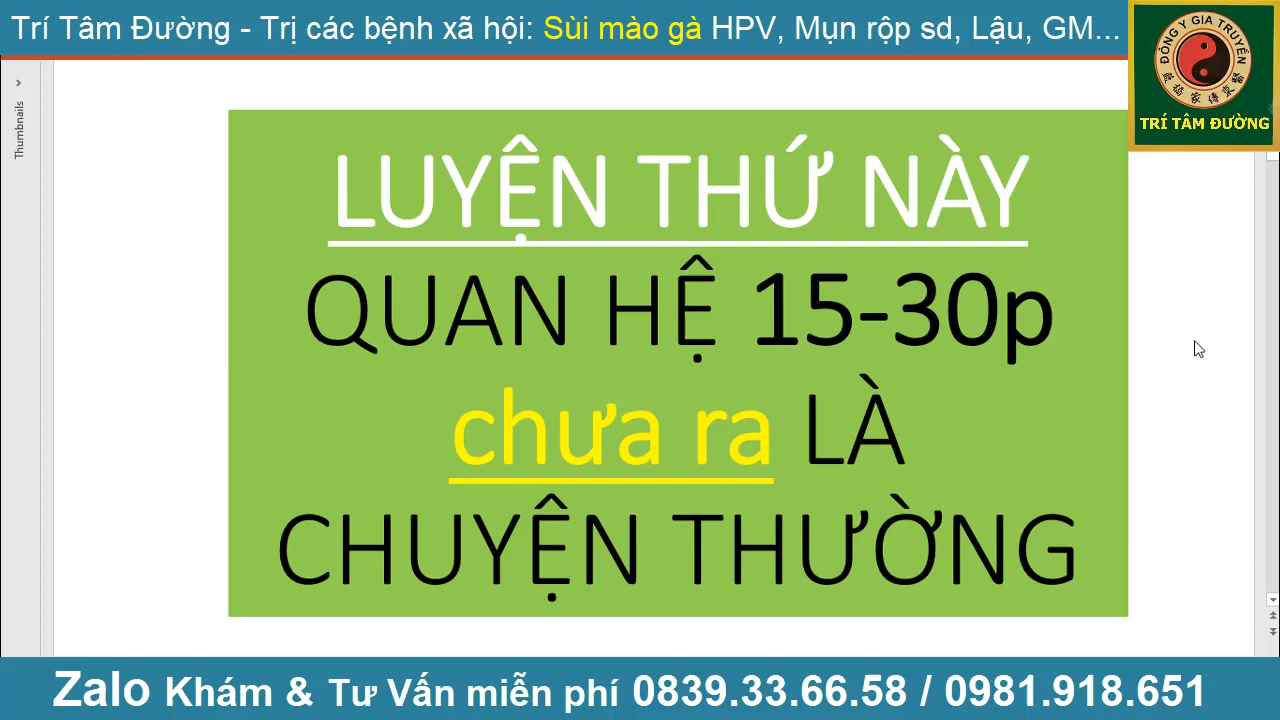 Trí Tâm Đường - Trị các bệnh xã hội: Sùi mào gà HPV, Mụn rộp sd, Lậu, GM...
ĐÔNG Y GIA TRUYỀN
TRÍ TÂM ĐƯỜNG
Thumbnails
LUYỆN THỨ NÀY
QUAN HỆ 15-30p
chưa ra LÀ
CHUYỆN THƯỜNG
Zalo Khám & Tư Vấn miễn phí 0839.33.66.58 / 0981.918.651